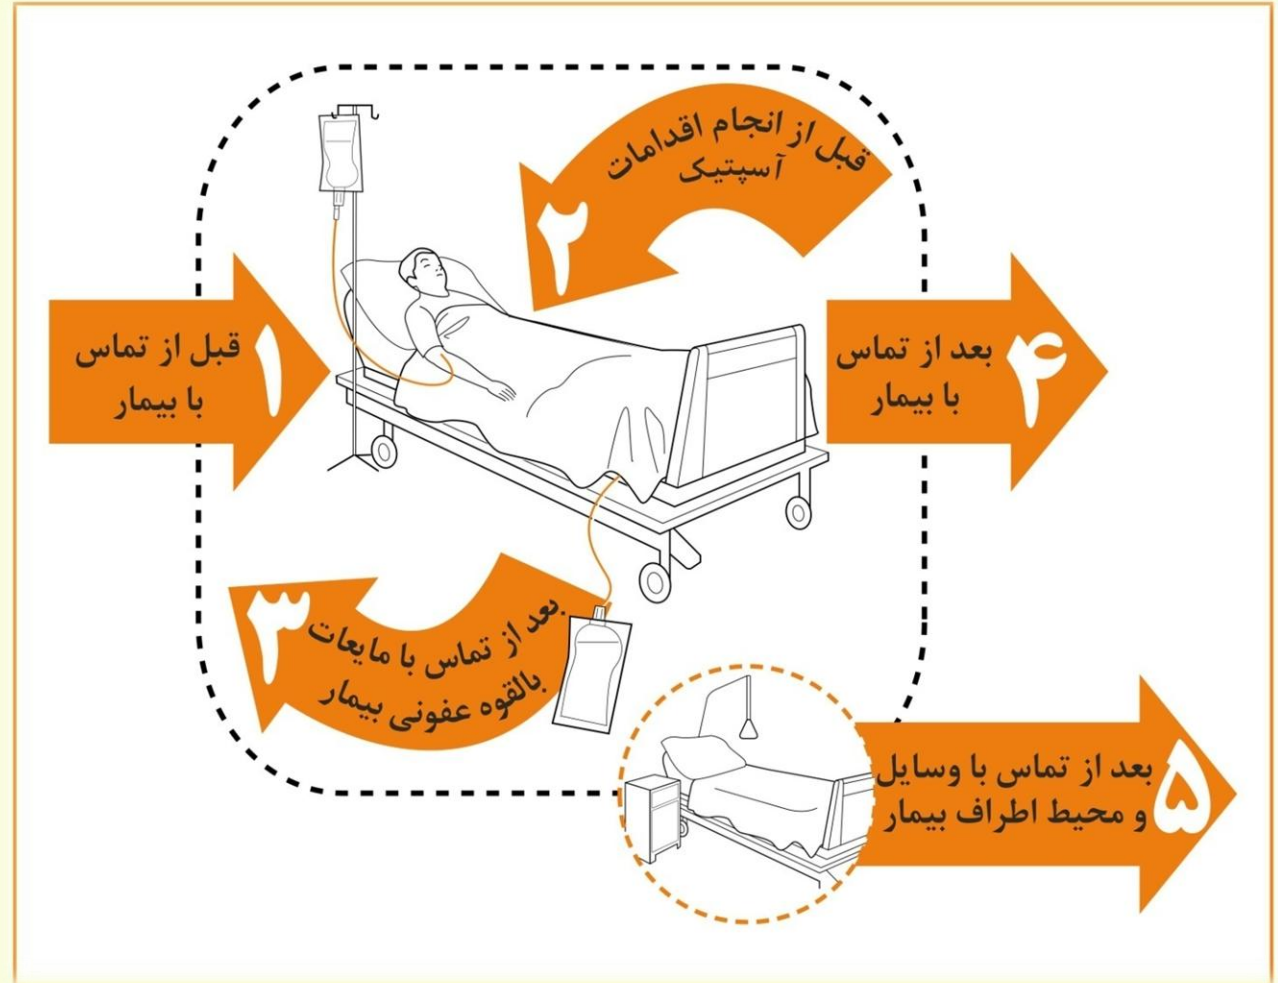 ۱
قبل از تماس
با بیمار
۲
قبل از انجام اقدامات
آسپتیک
۳
بعد از تماس با مایعات
بالقوه عفونی بیمار
۴
بعد از تماس
با بیمار
۵
بعد از تماس با وسایل
و محیط اطراف بیمار